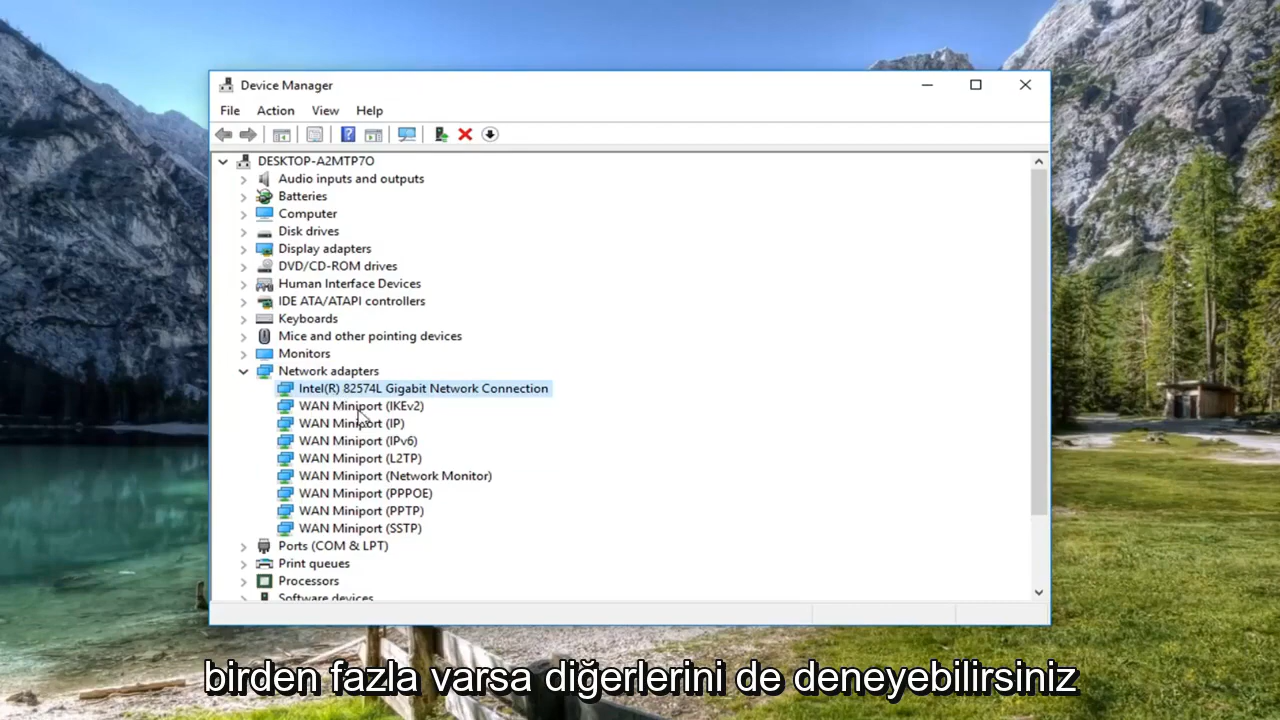 Device Manager
File Action View Help
DESKTOP-A2MTP7O
Audio inputs and outputs
Batteries
Computer
Disk drives
Display adapters
DVD/CD-ROM drives
Human Interface Devices
IDE ATA/ATAPI controllers
Keyboards
Mice and other pointing devices
Monitors
Network adapters
Intel(R) 82574L Gigabit Network Connection
WAN Miniport (IKEv2)
WAN Miniport (IP)
WAN Miniport (IPv6)
WAN Miniport (L2TP)
WAN Miniport (Network Monitor)
WAN Miniport (PPPOE)
WAN Miniport (PPTP)
WAN Miniport (SSTP)
Ports (COM & LPT)
Print queues
Processors
Software devices
birden fazla varsa diğerlerini de deneyebilirsiniz